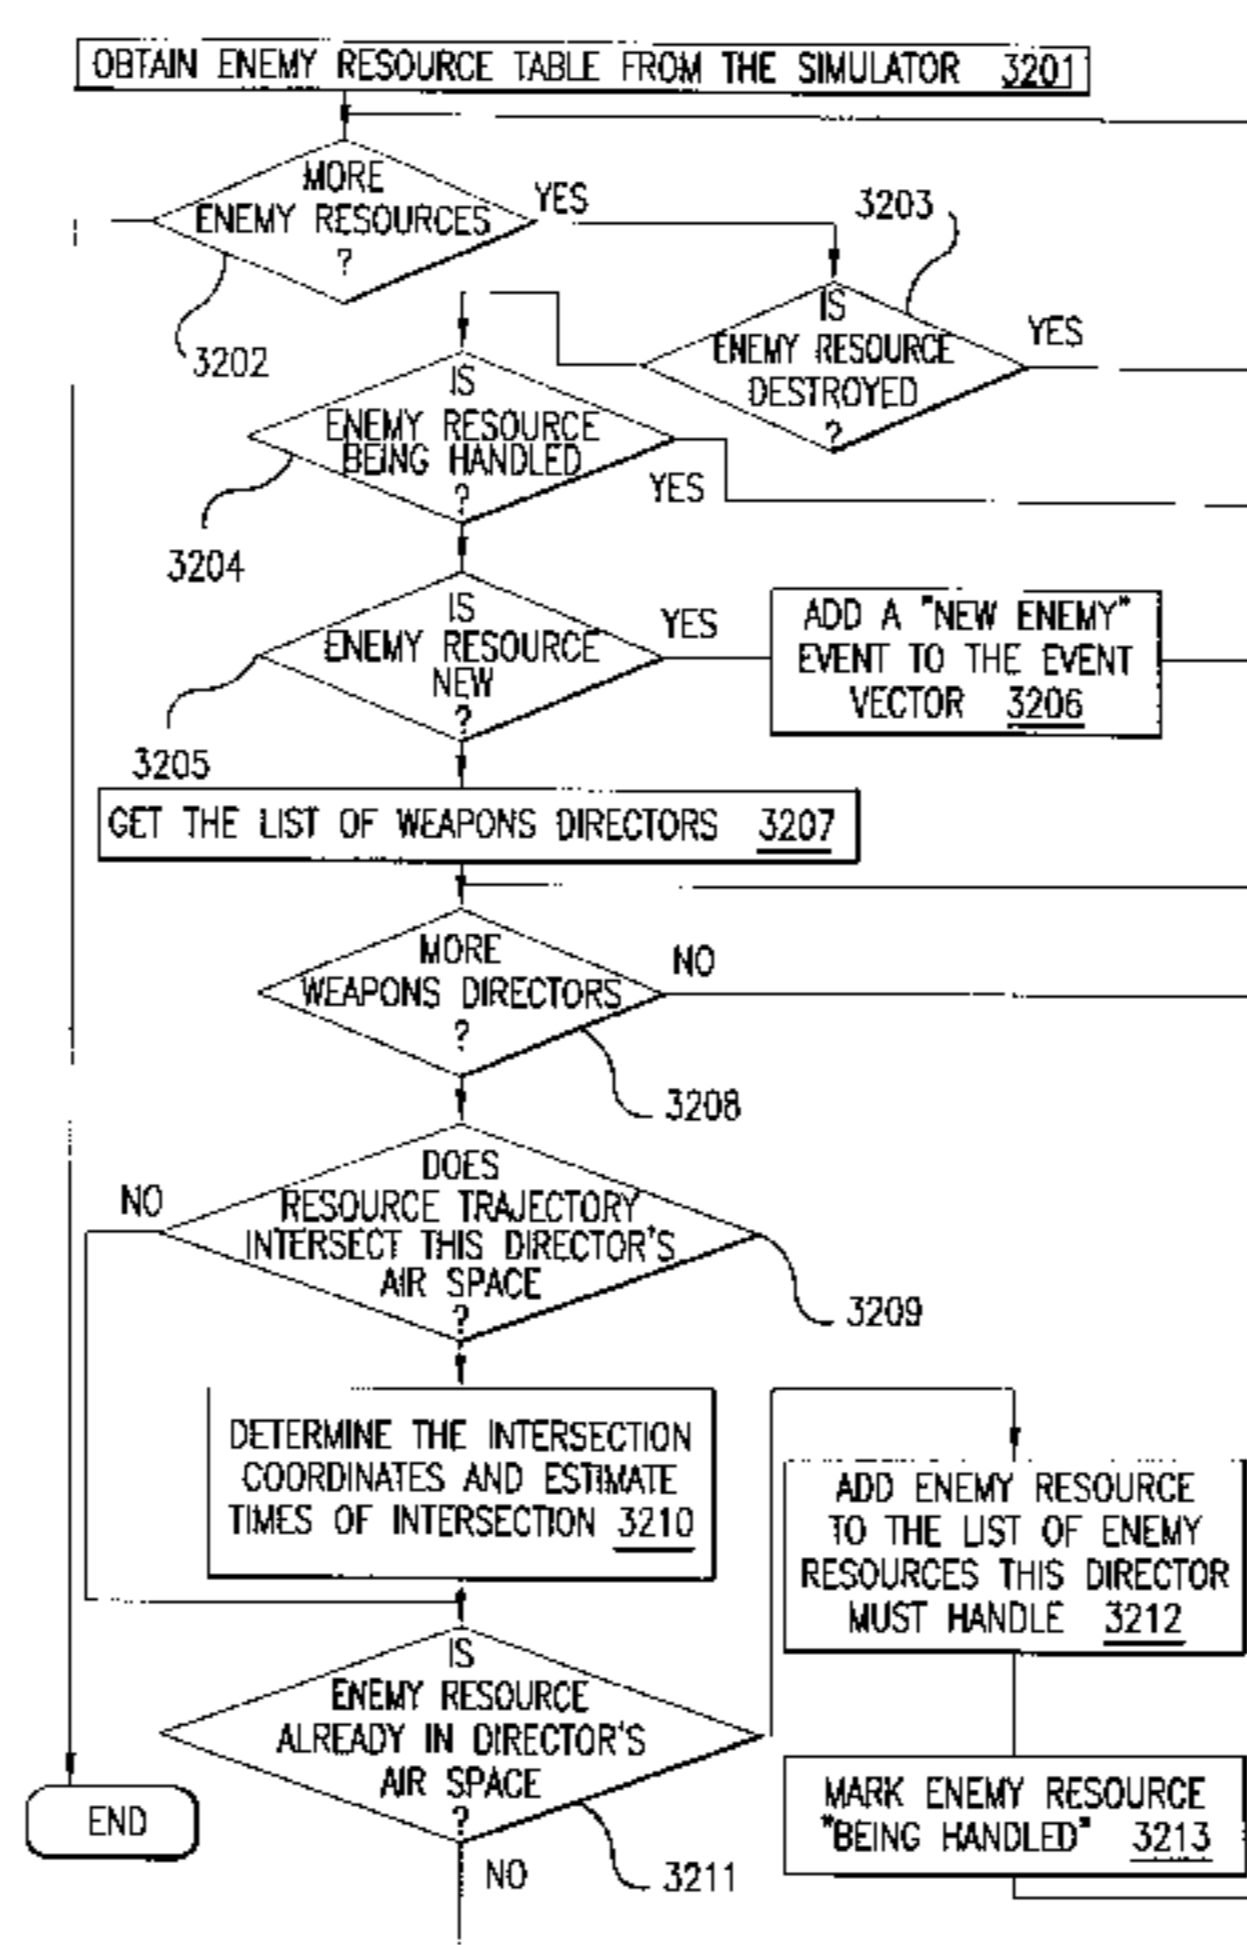 OBTAIN ENEMY RESOURCE TABLE FROM THE SIMULATOR 3201
MORE
ENEMY RESOURCES
?
YES
3202
3203
IS
ENEMY RESOURCE
DESTROYED
?
YES
IS
ENEMY RESOURCE
BEING HANDLED
?
YES
3204
IS
ENEMY RESOURCE
NEW
?
YES
3205
ADD A "NEW ENEMY"
EVENT TO THE EVENT
VECTOR 3206
GET THE LIST OF WEAPONS DIRECTORS 3207
MORE
WEAPONS DIRECTORS
?
NO
3208
DOES
RESOURCE TRAJECTORY
INTERSECT THIS DIRECTOR'S
AIR SPACE
?
NO
3209
DETERMINE THE INTERSECTION
COORDINATES AND ESTIMATE
TIMES OF INTERSECTION 3210
IS
ENEMY RESOURCE
ALREADY IN DIRECTOR'S
AIR SPACE
?
NO
3211
ADD ENEMY RESOURCE
TO THE LIST OF ENEMY
RESOURCES THIS DIRECTOR
MUST HANDLE 3212
MARK ENEMY RESOURCE
"BEING HANDLED" 3213
END